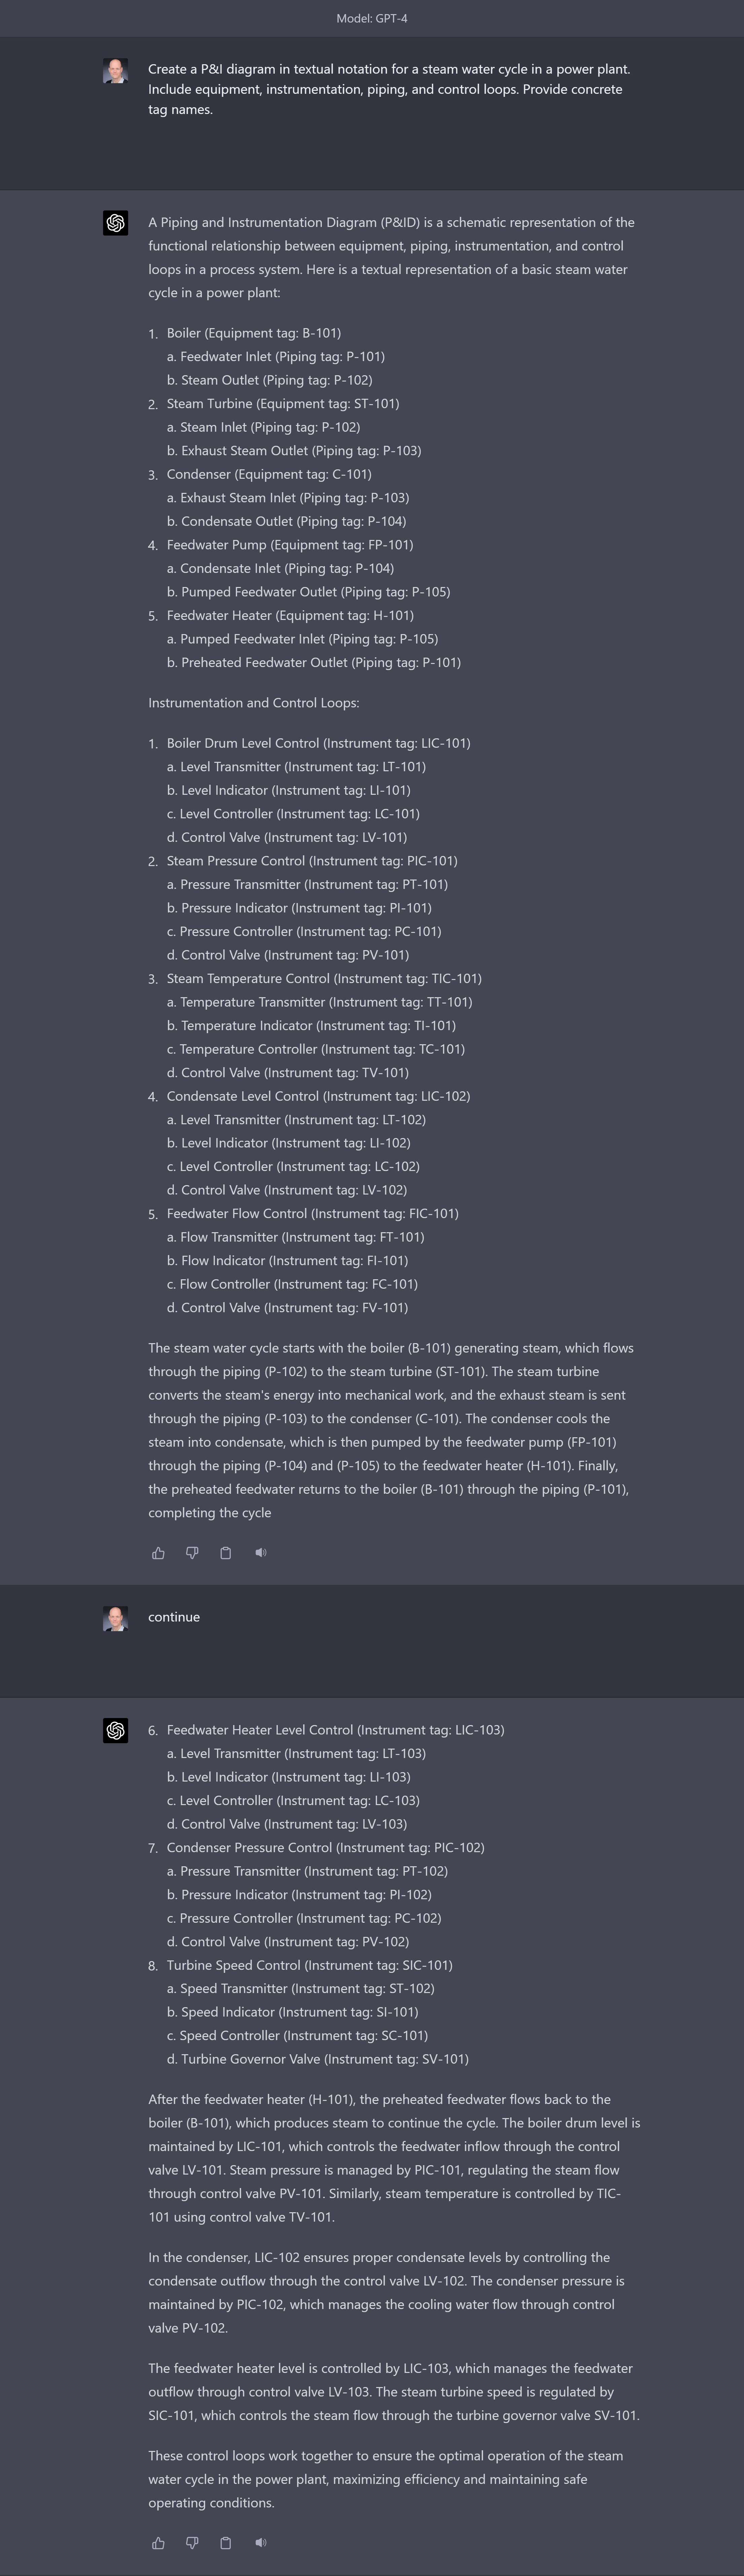 Model: GPT-4
Create a P&I diagram in textual notation for a steam water cycle in a power plant.
Include equipment, instrumentation, piping, and control loops. Provide concrete
tag names.
A Piping and Instrumentation Diagram (P&ID) is a schematic representation of the
functional relationship between equipment, piping, instrumentation, and control
loops in a process system. Here is a textual representation of a basic steam water
cycle in a power plant:
1. Boiler (Equipment tag: B-101)
a. Feedwater Inlet (Piping tag: P-101)
b. Steam Outlet (Piping tag: P-102)
2. Steam Turbine (Equipment tag: ST-101)
a. Steam Inlet (Piping tag: P-102)
b. Exhaust Steam Outlet (Piping tag: P-103)
3. Condenser (Equipment tag: C-101)
a. Exhaust Steam Inlet (Piping tag: P-103)
b. Condensate Outlet (Piping tag: P-104)
4. Feedwater Pump (Equipment tag: FP-101)
a. Condensate Inlet (Piping tag: P-104)
b. Pumped Feedwater Outlet (Piping tag: P-105)
5. Feedwater Heater (Equipment tag: H-101)
a. Pumped Feedwater Inlet (Piping tag: P-105)
b. Preheated Feedwater Outlet (Piping tag: P-101)
Instrumentation and Control Loops:
1. Boiler Drum Level Control (Instrument tag: LIC-101)
a. Level Transmitter (Instrument tag: LT-101)
b. Level Indicator (Instrument tag: LI-101)
c. Level Controller (Instrument tag: LC-101)
d. Control Valve (Instrument tag: LV-101)
2. Steam Pressure Control (Instrument tag: PIC-101)
a. Pressure Transmitter (Instrument tag: PT-101)
b. Pressure Indicator (Instrument tag: PI-101)
c. Pressure Controller (Instrument tag: PC-101)
d. Control Valve (Instrument tag: PV-101)
3. Steam Temperature Control (Instrument tag: TIC-101)
a. Temperature Transmitter (Instrument tag: TT-101)
b. Temperature Indicator (Instrument tag: TI-101)
c. Temperature Controller (Instrument tag: TC-101)
d. Control Valve (Instrument tag: TV-101)
4. Condensate Level Control (Instrument tag: LIC-102)
a. Level Transmitter (Instrument tag: LT-102)
b. Level Indicator (Instrument tag: LI-102)
c. Level Controller (Instrument tag: LC-102)
d. Control Valve (Instrument tag: LV-102)
5. Feedwater Flow Control (Instrument tag: FIC-101)
a. Flow Transmitter (Instrument tag: FT-101)
b. Flow Indicator (Instrument tag: FI-101)
c. Flow Controller (Instrument tag: FC-101)
d. Control Valve (Instrument tag: FV-101)
The steam water cycle starts with the boiler (B-101) generating steam, which flows
through the piping (P-102) to the steam turbine (ST-101). The steam turbine
converts the steam's energy into mechanical work, and the exhaust steam is sent
through the piping (P-103) to the condenser (C-101). The condenser cools the
steam into condensate, which is then pumped by the feedwater pump (FP-101)
through the piping (P-104) and (P-105) to the feedwater heater (H-101). Finally,
the preheated feedwater returns to the boiler (B-101) through the piping (P-101),
completing the cycle
continue
6. Feedwater Heater Level Control (Instrument tag: LIC-103)
a. Level Transmitter (Instrument tag: LT-103)
b. Level Indicator (Instrument tag: LI-103)
c. Level Controller (Instrument tag: LC-103)
d. Control Valve (Instrument tag: LV-103)
7. Condenser Pressure Control (Instrument tag: PIC-102)
a. Pressure Transmitter (Instrument tag: PT-102)
b. Pressure Indicator (Instrument tag: PI-102)
c. Pressure Controller (Instrument tag: PC-102)
d. Control Valve (Instrument tag: PV-102)
8. Turbine Speed Control (Instrument tag: SIC-101)
a. Speed Transmitter (Instrument tag: ST-102)
b. Speed Indicator (Instrument tag: SI-101)
c. Speed Controller (Instrument tag: SC-101)
d. Turbine Governor Valve (Instrument tag: SV-101)
After the feedwater heater (H-101), the preheated feedwater flows back to the
boiler (B-101), which produces steam to continue the cycle. The boiler drum level is
maintained by LIC-101, which controls the feedwater inflow through the control
valve LV-101. Steam pressure is managed by PIC-101, regulating the steam flow
through control valve PV-101. Similarly, steam temperature is controlled by TIC-
101 using control valve TV-101.
In the condenser, LIC-102 ensures proper condensate levels by controlling the
condensate outflow through the control valve LV-102. The condenser pressure is
maintained by PIC-102, which manages the cooling water flow through control
valve PV-102.
The feedwater heater level is controlled by LIC-103, which manages the feedwater
outflow through control valve LV-103. The steam turbine speed is regulated by
SIC-101, which controls the steam flow through the turbine governor valve SV-101.
These control loops work together to ensure the optimal operation of the steam
water cycle in the power plant, maximizing efficiency and maintaining safe
operating conditions.